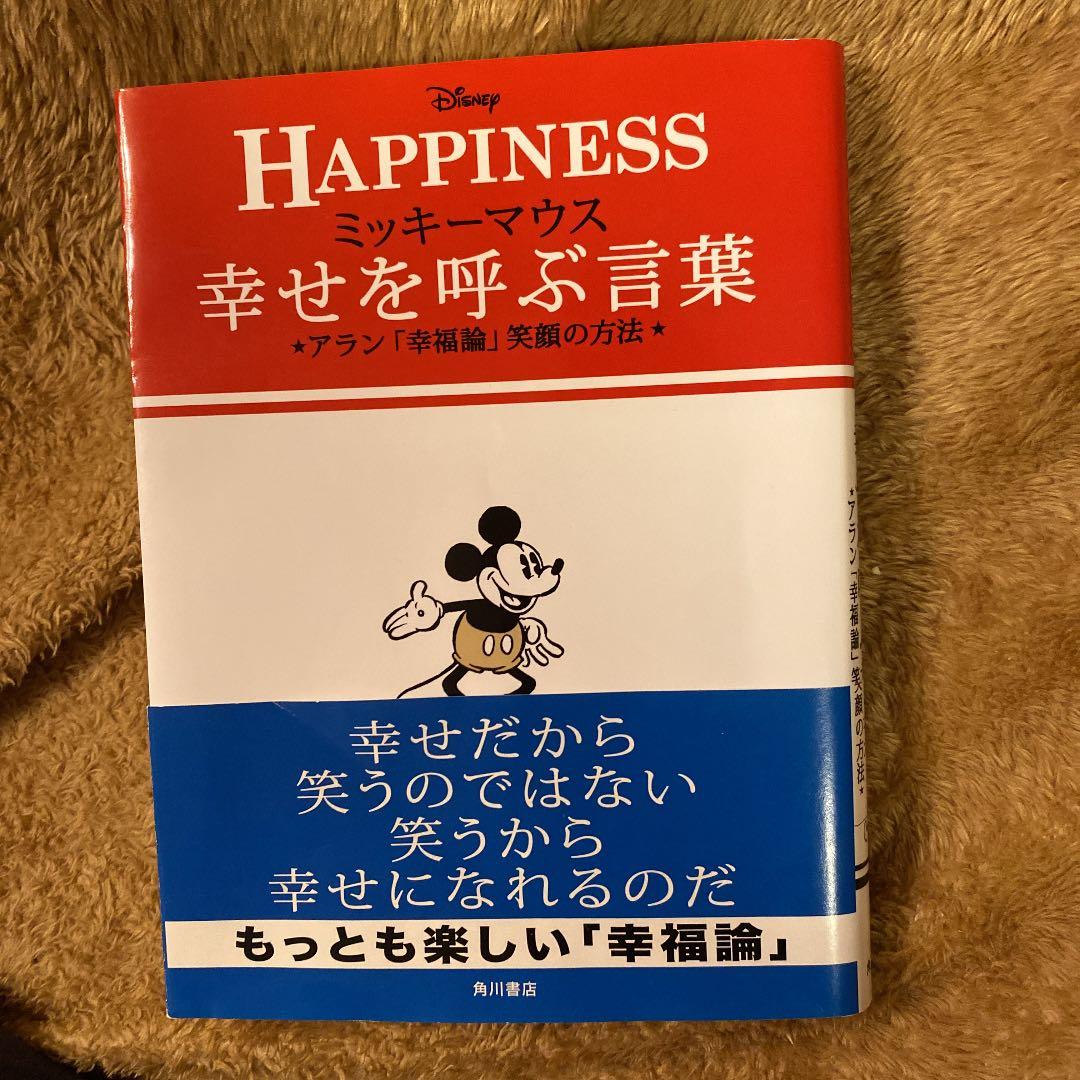 Disney
HAPPINESS
ミッキーマウス
幸せを呼ぶ言葉
★アラン「幸福論」笑顔の方法★
幸せだから
笑うのではない
笑うから
幸せになれるのだ
もっとも楽しい「幸福論」
角川書店
★アラン「幸福論」笑顔の方法★